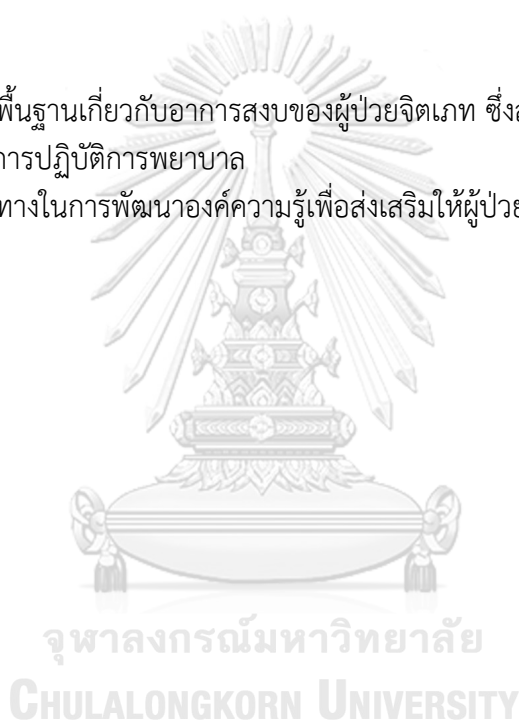 พื้นฐานเกี่ยวกับอาการสงบของผู้ป่วยจิตเภท ซึ่ง
การปฏิบัติการพยาบาล
ทางในการพัฒนาองค์ความรู้เพื่อส่งเสริมให้ผู้ป่วย
จุฬาลงกรณ์มหาวิทยาลัย
CHULALONGKORN UNIVERSITY